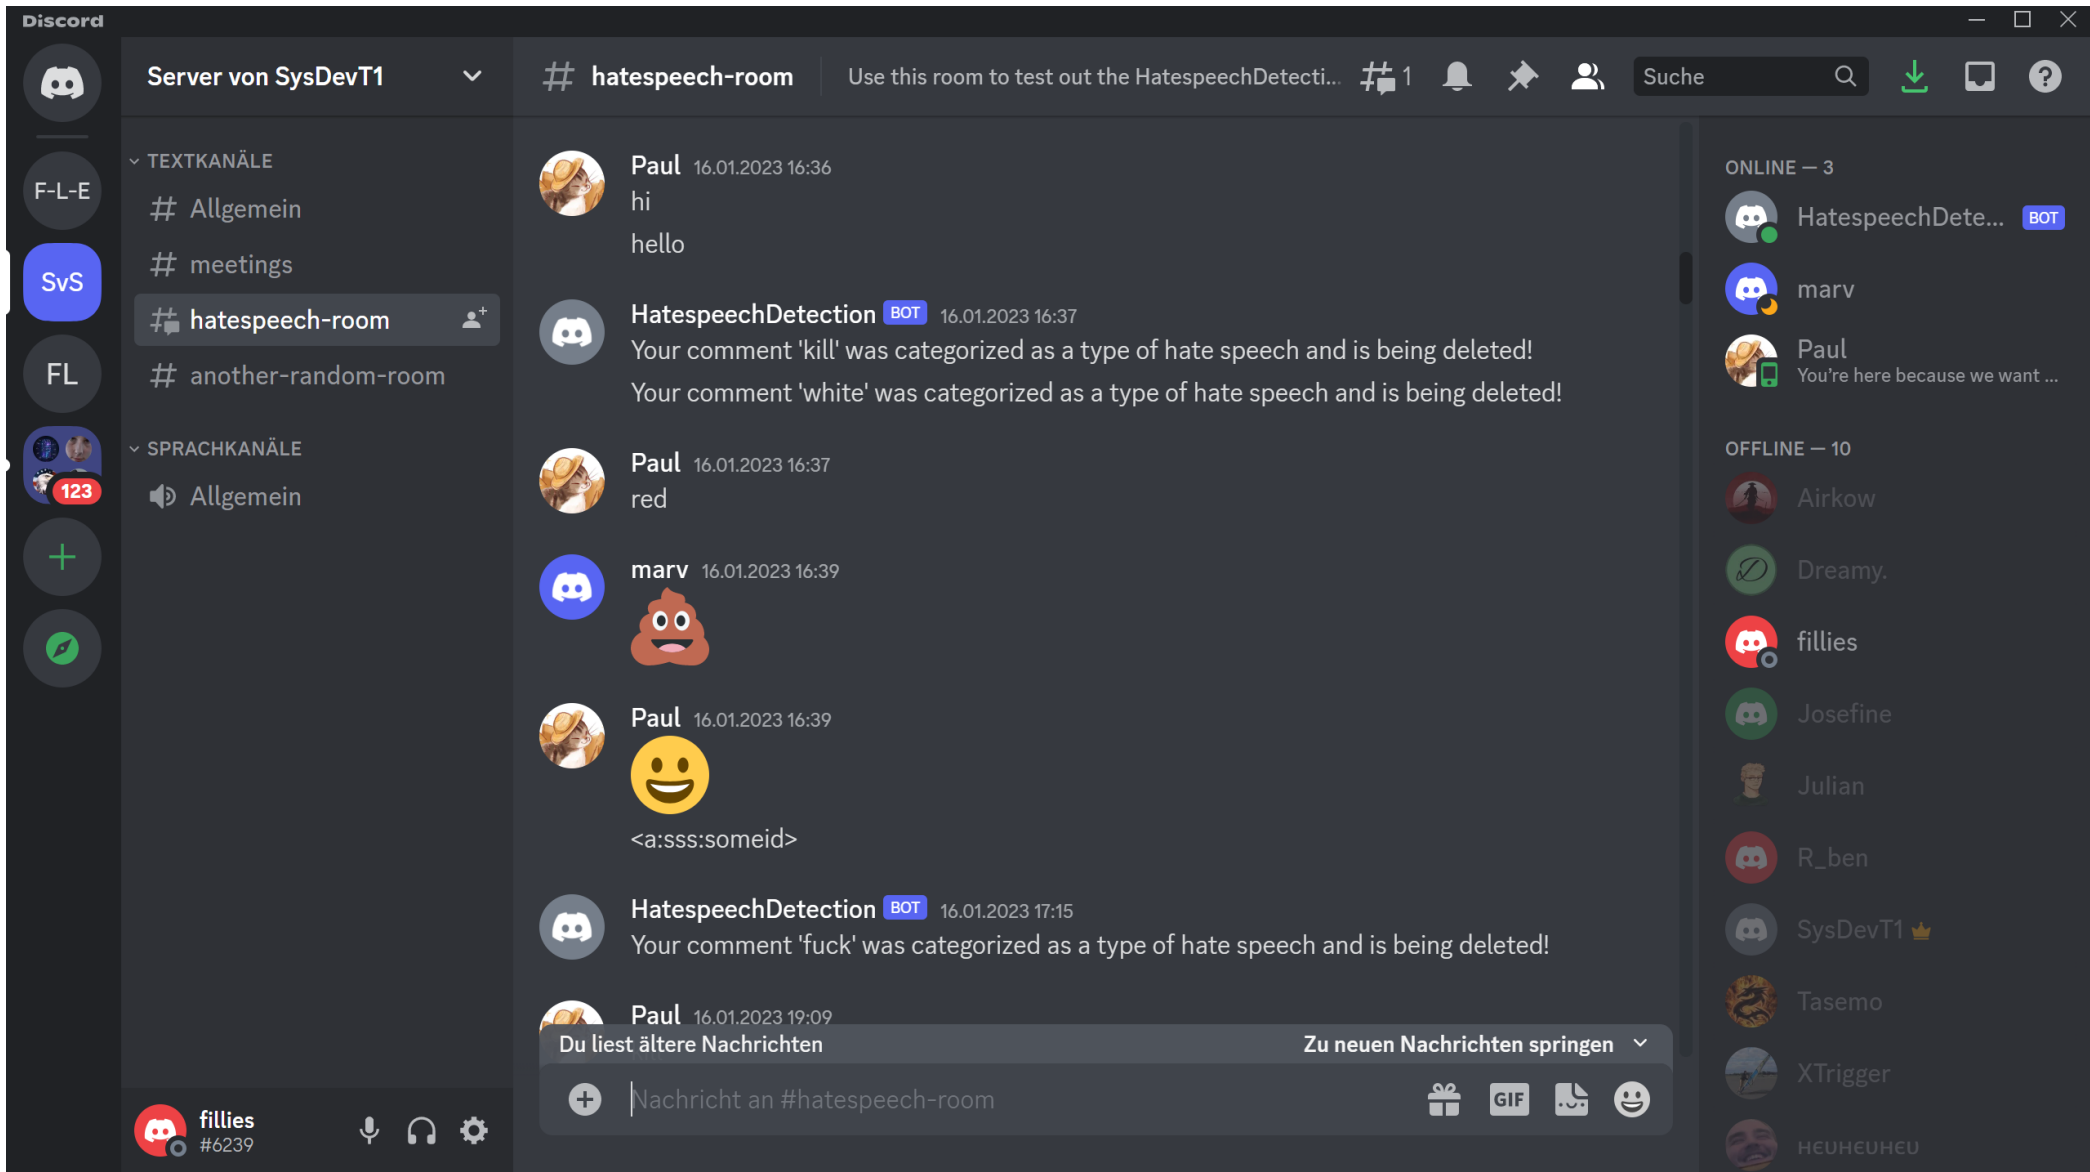 Discord
F-L-E
SvS
FL
123
Server von SysDevT1
TEXTKANÄLE
Allgemein
meetings
hatespeech-room
another-random-room
SPRACHKANÄLE
Allgemein
fillies
#6239
hatespeech-room
Use this room to test out the HatespeechDetecti...
1
Suche
Paul 16.01.2023 16:36
hi
hello
HatespeechDetection BOT 16.01.2023 16:37
Your comment 'kill' was categorized as a type of hate speech and is being deleted!
Your comment 'white' was categorized as a type of hate speech and is being deleted!
Paul 16.01.2023 16:37
red
marv 16.01.2023 16:39
Paul 16.01.2023 16:39
<a:sss:someid>
HatespeechDetection BOT 16.01.2023 17:15
Your comment 'fuck' was categorized as a type of hate speech and is being deleted!
Paul 16.01.2023 19:09
Du liest ältere Nachrichten Zu neuen Nachrichten springen
Nachricht an #hatespeech-room
GIF
ONLINE — 3
HatespeechDete... BOT
marv
Paul
You're here because we want ...
OFFLINE — 10
Airkow
Dreamy.
fillies
Josefine
Julian
R_ben
SysDevT1
Tasemo
XTrigger
HЄUHЄUHЄU